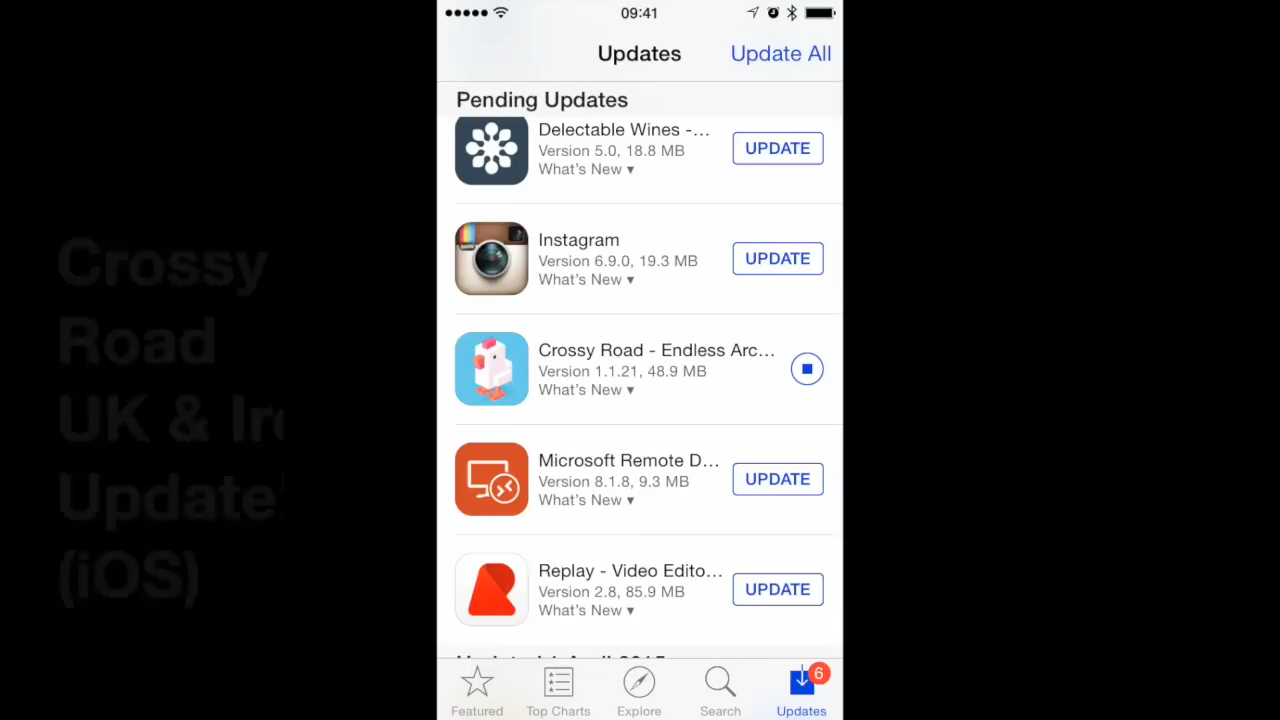 09:41
Updates
Update All
Pending Updates
Delectable Wines -...
Version 5.0, 18.8 MB
What's New ▾
UPDATE
Instagram
Version 6.9.0, 19.3 MB
What's New ▾
UPDATE
Crossy Road - Endless Arc...
Version 1.1.21, 48.9 MB
What's New ▾
Microsoft Remote D...
Version 8.1.8, 9.3 MB
What's New ▾
UPDATE
Replay - Video Edito...
Version 2.8, 85.9 MB
What's New ▾
UPDATE
Featured
Top Charts
Explore
Search
6
Updates
Crossy
Road
UK &
Update
(iOS)